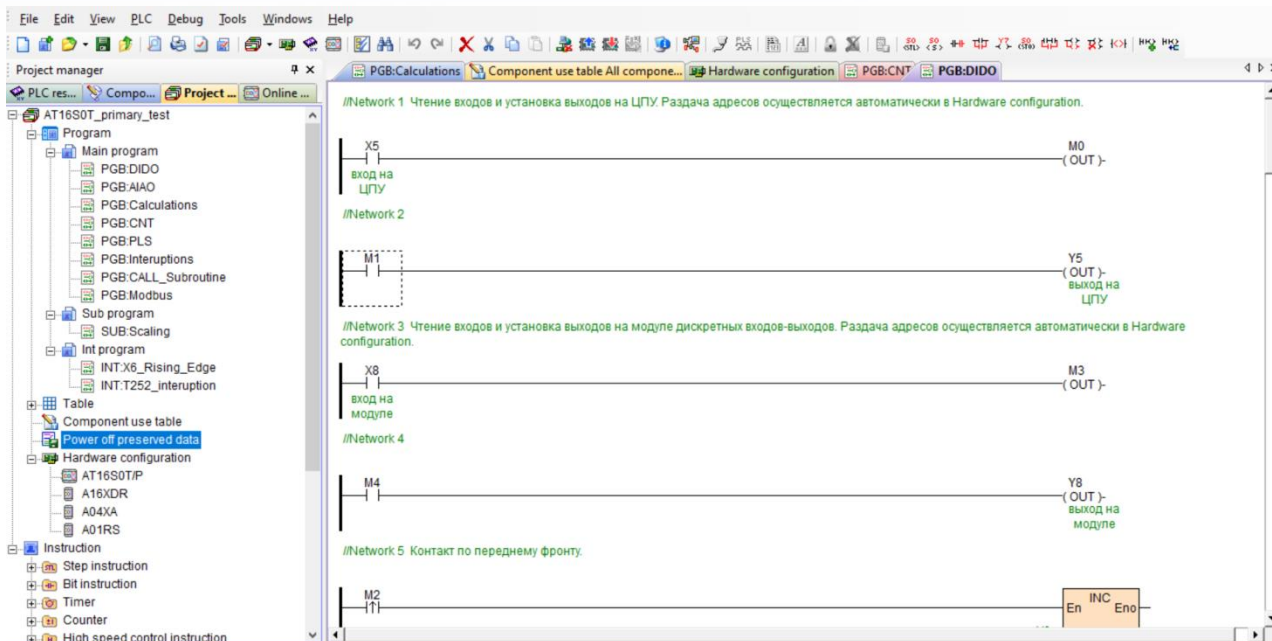 File Edit View PLC Debug Tools Windows Help
Project manager
PLC res... Compo... Project ... Online ...
AT16S0T_primary_test
Program
Main program
PGB:DIDO
PGB:AIAO
PGB:Calculations
PGB:CNT
PGB:PLS
PGB:Interuptions
PGB:CALL_Subroutine
PGB:Modbus
Sub program
SUB:Scaling
Int program
INT:X6_Rising_Edge
INT:T252_interuption
Table
Component use table
Power off preserved data
Hardware configuration
AT16S0T/P
A16XDR
A04XA
A01RS
Instruction
Step instruction
Bit instruction
Timer
Counter
High speed control instruction
PGB:Calculations Component use table All compone... Hardware configuration PGB:CNT PGB:DIDO
//Network 1 Чтение входов и установка выходов на ЦПУ. Раздача адресов осуществляется автоматически в Hardware configuration.
X5 M0
( OUT )-
вход на
ЦПУ
//Network 2
M1 Y5
( OUT )-
выход на
ЦПУ
//Network 3 Чтение входов и установка выходов на модуле дискретных входов-выходов. Раздача адресов осуществляется автоматически в Hardware
configuration.
X8 M3
( OUT )-
вход на
модуле
//Network 4
M4 Y8
( OUT )-
выход на
модуле
//Network 5 Контакт по переднему фронту.
M2
INC
En Eno